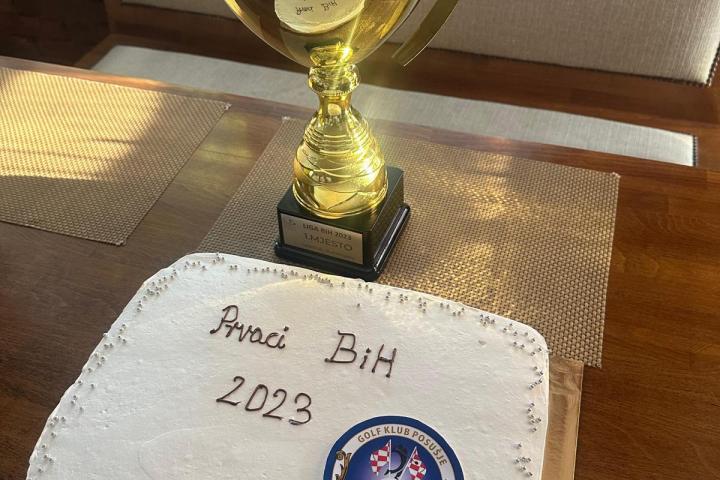 LIGA BIH 2023
1.MJESTO
Prvaci BiH
2023
GOLF KLUB POSUŠJE